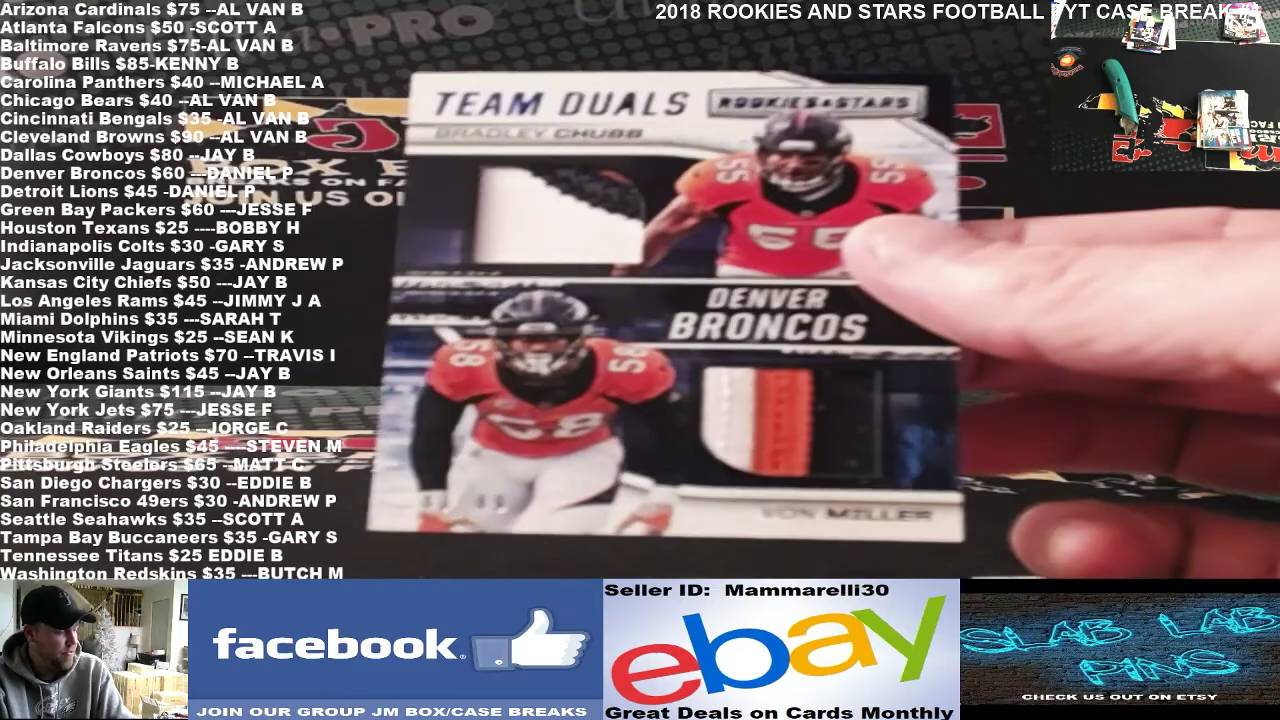 Arizona Cardinals $75 --AL VAN B
Atlanta Falcons $50 -SCOTT A
Baltimore Ravens $75-AL VAN B
Buffalo Bills $85-KENNY B
Carolina Panthers $40 --MICHAEL A
Chicago Bears $40 --AL VAN B
Cincinnati Bengals $35 -AL VAN B
Cleveland Browns $90 --AL VAN B
Dallas Cowboys $80 --JAY B
Denver Broncos $60 ---DANIEL P
Detroit Lions $45 -DANIEL P
Green Bay Packers $60 ---JESSE F
Houston Texans $25 ----BOBBY H
Indianapolis Colts $30 -GARY S
Jacksonville Jaguars $35 -ANDREW P
Kansas City Chiefs $50 ---JAY B
Los Angeles Rams $45 --JIMMY J A
Miami Dolphins $35 ---SARAH T
Minnesota Vikings $25 --SEAN K
New England Patriots $70 --TRAVIS I
New Orleans Saints $45 --JAY B
New York Giants $115 --JAY B
New York Jets $75 ---JESSE F
Oakland Raiders $25 --JORGE C
Philadelphia Eagles $45 ----STEVEN M
Pittsburgh Steelers $65 --MATT C
San Diego Chargers $30 --EDDIE B
San Francisco 49ers $30 -ANDREW P
Seattle Seahawks $35 --SCOTT A
Tampa Bay Buccaneers $35 -GARY S
Tennessee Titans $25 EDDIE B
Washington Redskins $35 ---BUTCH M
2018 ROOKIES AND STARS FOOTBALL PYT CASE BREAK
TEAM DUALS ROOKIES & STARS
BRADLEY CHUBB
55 55
55
DENVER
BRONCOS
58 58
58
VON MILLER
facebook
JOIN OUR GROUP JM BOX/CASE BREAKS
Seller ID: Mammarelli30
ebay
Great Deals on Cards Monthly
SLAB LAB
PINS
CHECK US OUT ON ETSY